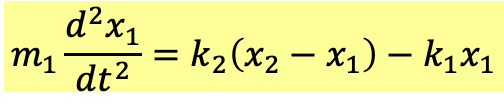 m₁ d²x₁/dt² = k₂(x₂ − x₁) − k₁x₁